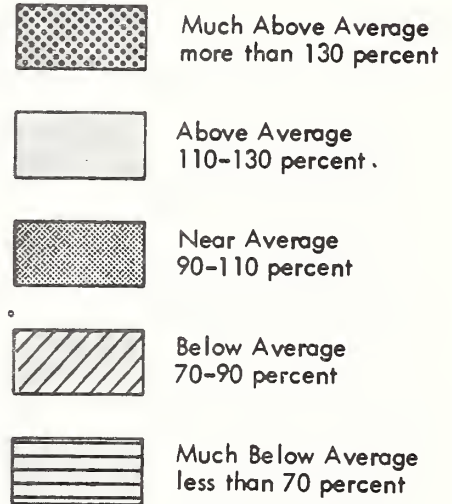 Much Above Average
more than 130 percent
Above Average
110-130 percent.
Near Average
90-110 percent
Below Average
70-90 percent
Much Below Average
less than 70 percent